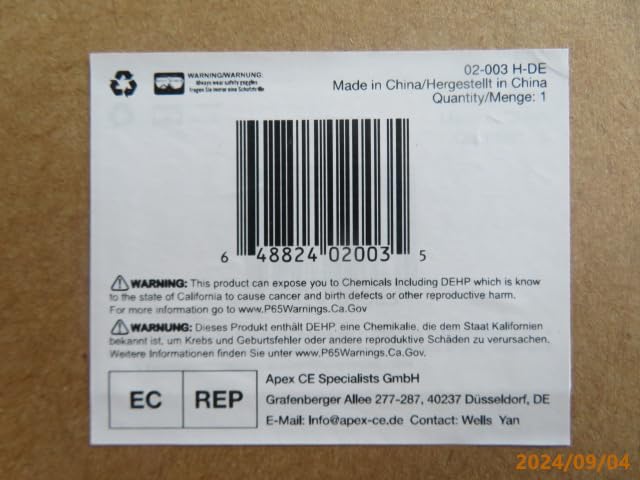 WARNING/WARNUNG:
Always wear safety goggles
Tragen Sie immer eine Schutzbrille
02-003 H-DE
Made in China/Hergestellt in China
Quantity/Menge: 1
6 48824 02003 5
WARNING: This product can expose you to Chemicals Including DEHP which is know
to the state of California to cause cancer and birth defects or other reproductive harm.
For more information go to www.P65Warnings.Ca.Gov
WARNUNG: Dieses Produkt enthält DEHP, eine Chemikalie, die dem Staat Kalifornien
bekannt ist, um Krebs und Geburtsfehler oder andere reproduktive Schäden zu verursachen.
Weitere Informationen finden Sie unter www.P65Warnings.Ca.Gov.
EC REP
Apex CE Specialists GmbH
Grafenberger Allee 277-287, 40237 Düsseldorf, DE
E-Mail: Info@apex-ce.de Contact: Wells Yan
2024/09/04